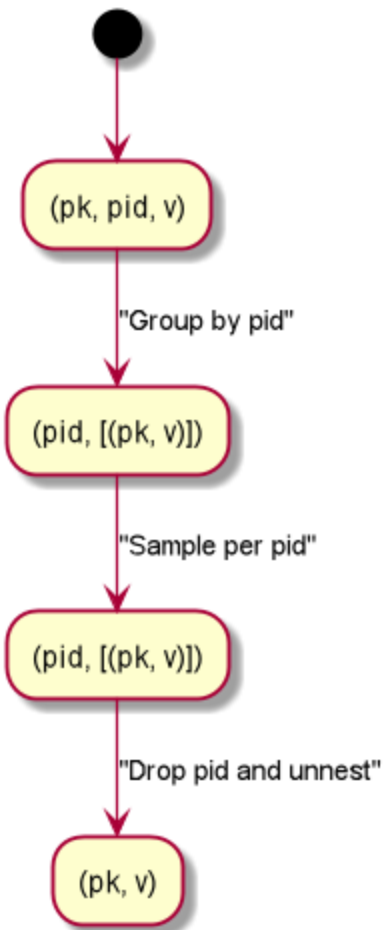 (pk, pid, v)
"Group by pid"
(pid, [(pk, v)])
"Sample per pid"
(pid, [(pk, v)])
"Drop pid and unnest"
(pk, v)